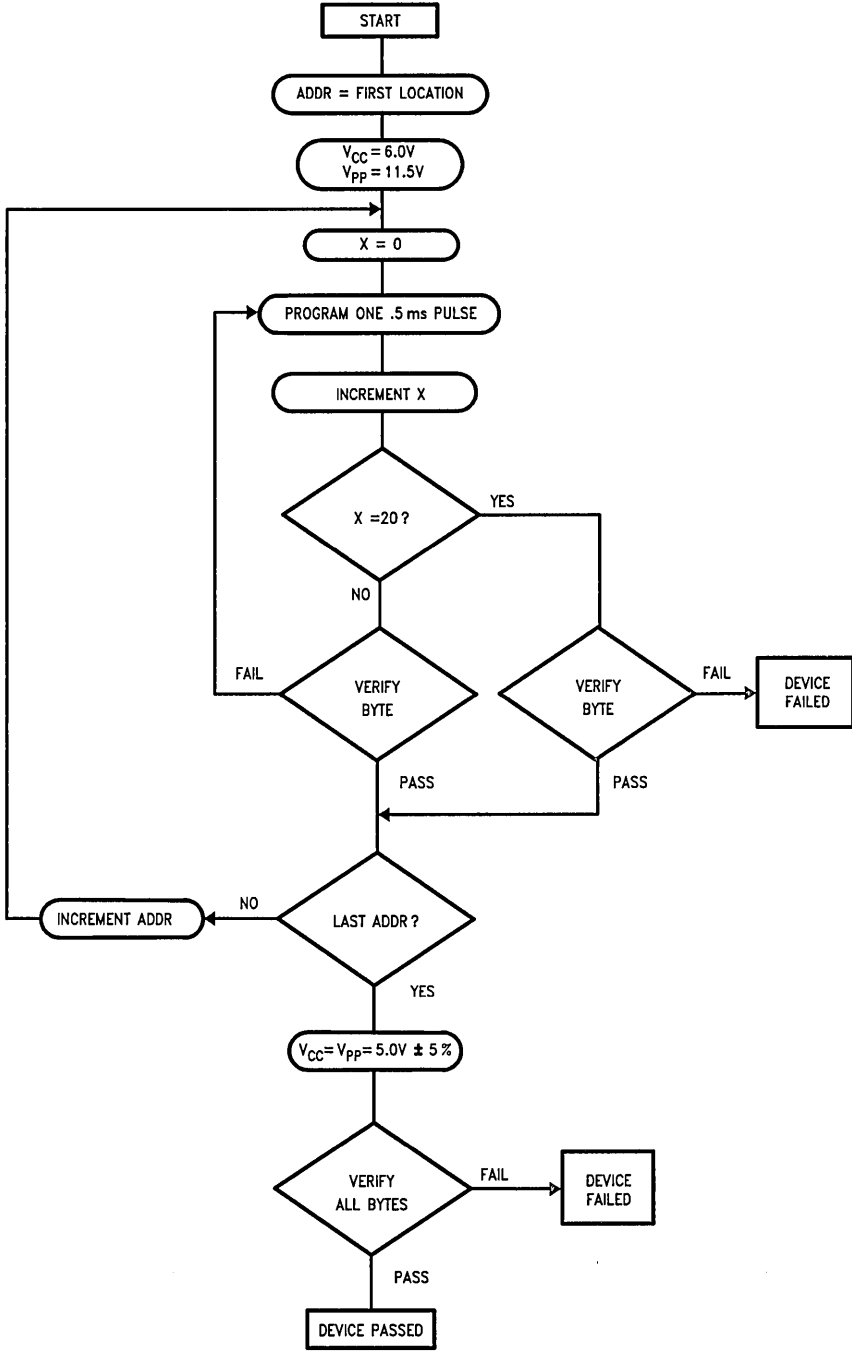 START
ADDR = FIRST LOCATION
VCC = 6.0V
VPP = 11.5V
X = 0
PROGRAM ONE .5 ms PULSE
INCREMENT X
X =20?
YES
NO
FAIL
VERIFY
BYTE
VERIFY
BYTE
FAIL
DEVICE
FAILED
PASS
PASS
INCREMENT ADDR
NO
LAST ADDR?
YES
VCC=VPP=5.0V ± 5%
VERIFY
ALL BYTES
FAIL
DEVICE
FAILED
PASS
DEVICE PASSED